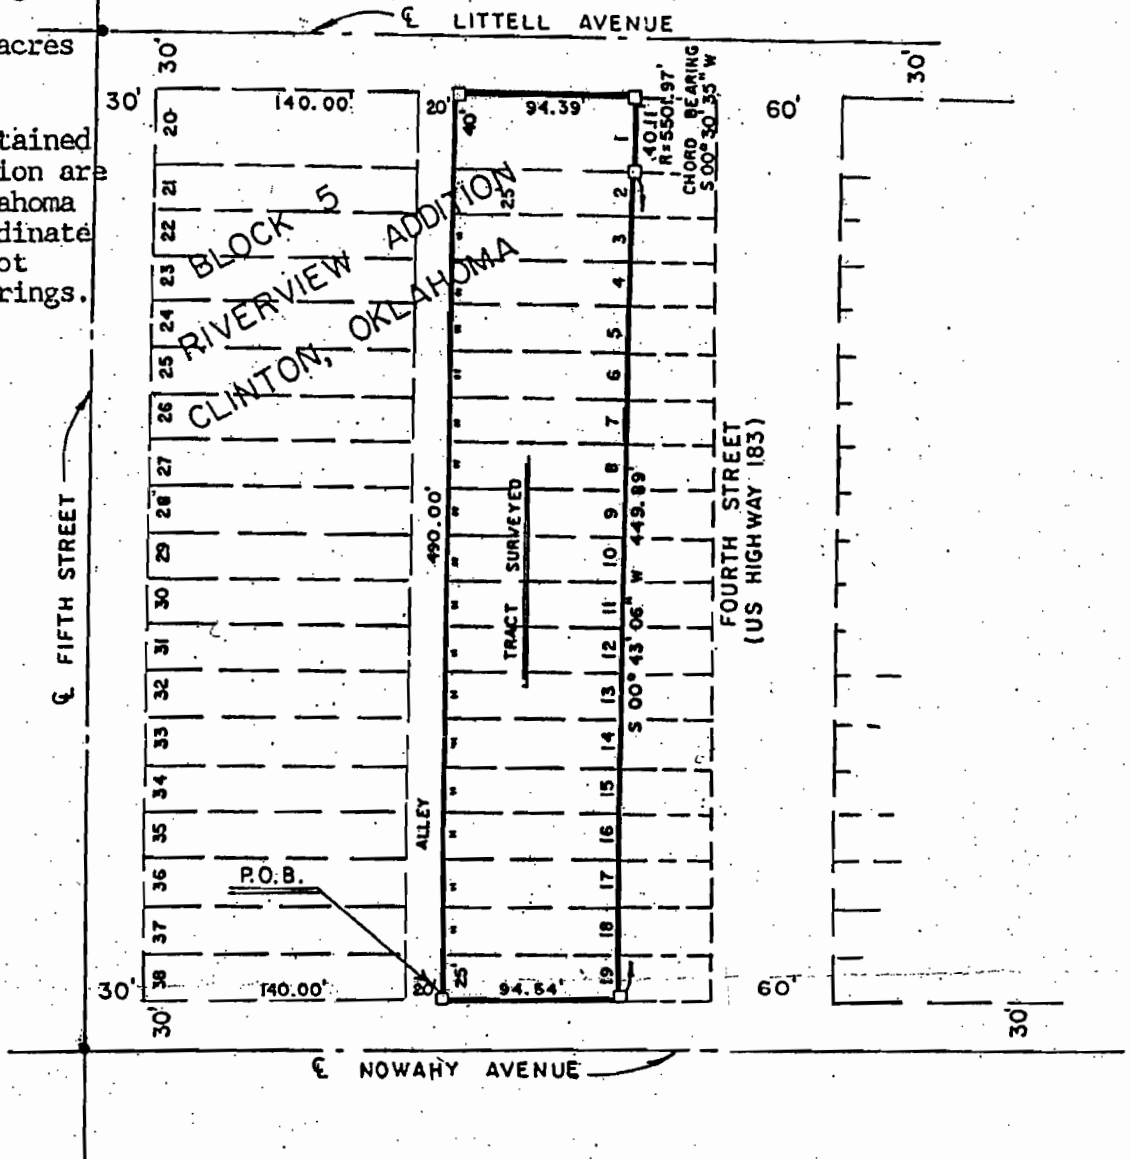 ℄ LITTELL AVENUE
acres
tained
ion are
ahoma
dinate
ot
rings.
30'
30'
30'
140.00'
20'
40'
94.39'
40.11'
R=5501.97'
CHORD BEARING
S 00° 30' 35" W
60'
20
21
22
23
24
25
26
27
28
29
30
31
32
33
34
35
36
37
38
BLOCK 5
RIVERVIEW ADDITION
CLINTON, OKLAHOMA
25'
1
2
3
4
5
6
7
8
9
10
11
12
13
14
15
16
17
18
19
℄ FIFTH STREET
490.00'
ALLEY
TRACT SURVEYED
S 00° 43' 06" W 449.89'
FOURTH STREET
(US HIGHWAY 183)
P.O.B.
30'
30'
140.00'
20'
25'
94.54'
60'
30'
℄ NOWAHY AVENUE